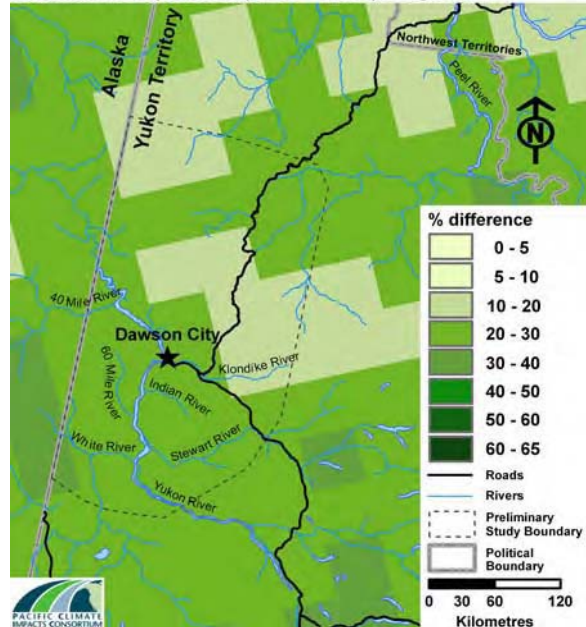 Alaska
Yukon Territory
Northwest Territories
Peel River
N
40 Mile River
Dawson City
60 Mile River
Klondike River
Indian River
White River
Stewart River
Yukon River
% difference
0 - 5
5 - 10
10 - 20
20 - 30
30 - 40
40 - 50
50 - 60
60 - 65
Roads
Rivers
Preliminary
Study Boundary
Political
Boundary
0 30 60 120
Kilometres
PACIFIC CLIMATE
IMPACTS CONSORTIUM